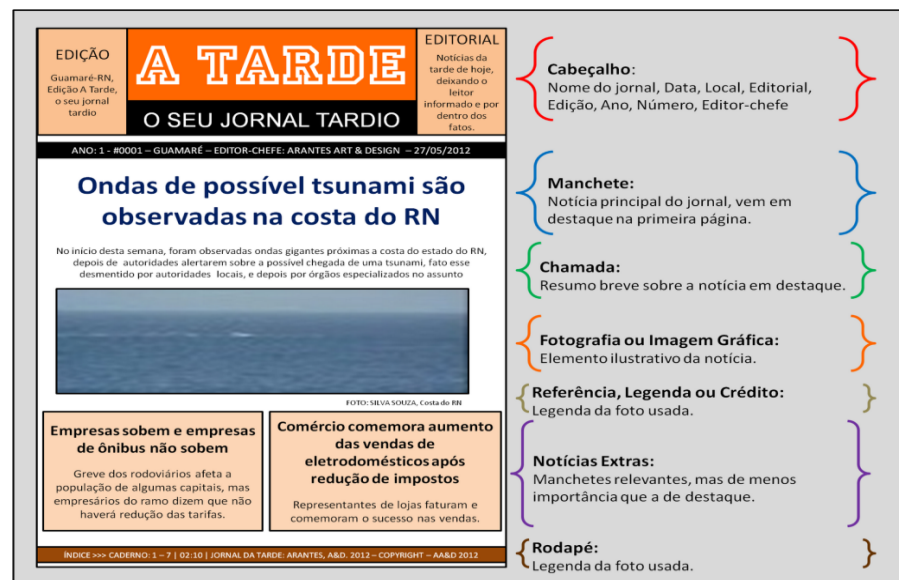 EDIÇÃO
Guamaré-RN,
Edição A Tarde,
o seu jornal
tardio
A TARDE
O SEU JORNAL TARDIO
EDITORIAL
Notícias da
tarde de hoje,
deixando o
leitor
informado e por
dentro dos
fatos.
ANO: 1 - #0001 – GUAMARÉ – EDITOR-CHEFE: ARANTES ART & DESIGN – 27/05/2012
Ondas de possível tsunami são
observadas na costa do RN
No início desta semana, foram observadas ondas gigantes próximas a costa do estado do RN,
depois de autoridades alertarem sobre a possível chegada de uma tsunami, fato esse
desmentido por autoridades locais, e depois por órgãos especializados no assunto
FOTO: SILVA SOUZA, Costa do RN
Empresas sobem e empresas
de ônibus não sobem
Greve dos rodoviários afeta a
população de algumas capitais, mas
empresários do ramo dizem que não
haverá redução das tarifas.
Comércio comemora aumento
das vendas de
eletrodomésticos após
redução de impostos
Representantes de lojas faturam e
comemoram o sucesso nas vendas.
ÍNDICE >>> CADERNO: 1 – 7 | 02:10 | JORNAL DA TARDE: ARANTES, A&D. 2012 – COPYRIGHT – AA&D 2012
Cabeçalho:
Nome do jornal, Data, Local, Editorial,
Edição, Ano, Número, Editor-chefe
Manchete:
Notícia principal do jornal, vem em
destaque na primeira página.
Chamada:
Resumo breve sobre a notícia em destaque.
Fotografia ou Imagem Gráfica:
Elemento ilustrativo da notícia.
Referência, Legenda ou Crédito:
Legenda da foto usada.
Notícias Extras:
Manchetes relevantes, mas de menos
importância que a de destaque.
Rodapé:
Legenda da foto usada.